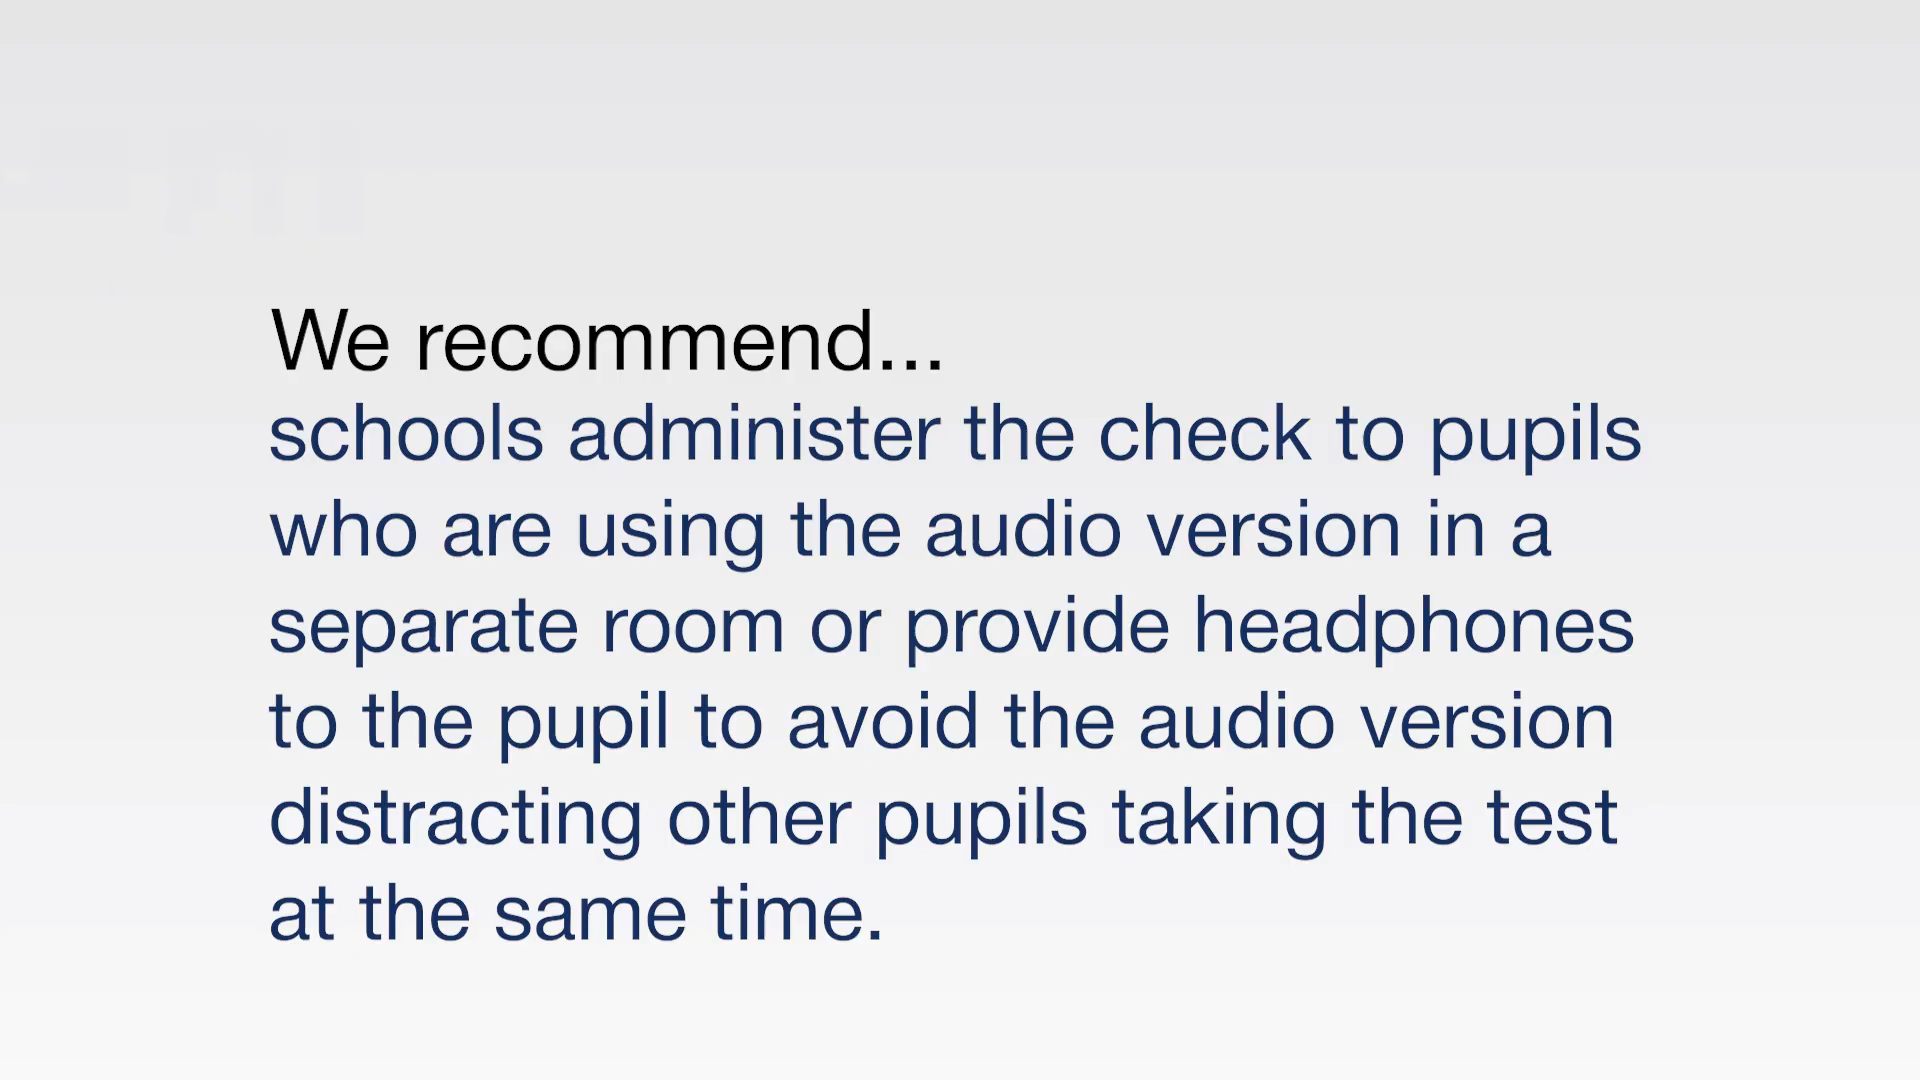 We recommend...
schools administer the check to pupils
who are using the audio version in a
separate room or provide headphones
to the pupil to avoid the audio version
distracting other pupils taking the test
at the same time.